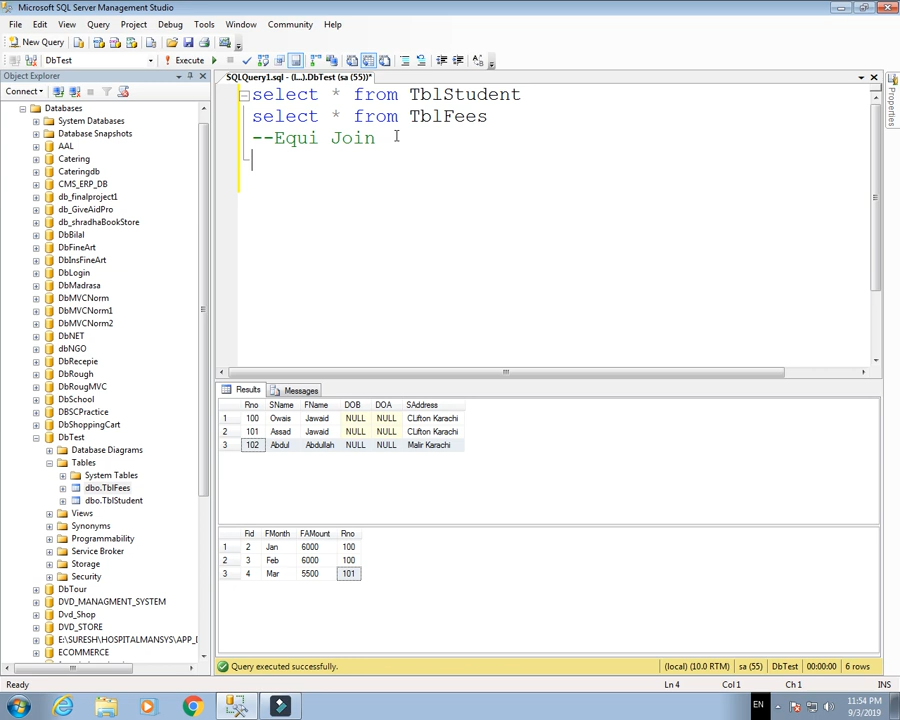 Microsoft SQL Server Management Studio
File Edit View Query Project Debug Tools Window Community Help
New Query
DbTest Execute
Object Explorer
SQLQuery1.sql - (l...).DbTest (sa (55))*
Connect
Databases
System Databases
Database Snapshots
AAL
Catering
Cateringdb
CMS_ERP_DB
db_finalproject1
db_GiveAidPro
db_shradhaBookStore
DbBilal
DbFineArt
DbInsFineArt
DbLogin
DbMadarsa
DbMVCNorm
DbMVCNorm1
DbMVCNorm2
DbNET
dbNGO
DbRecepie
DbRough
DbRougMVC
DbSchool
DBSCPractice
DbShoppingCart
DbTest
Database Diagrams
Tables
System Tables
dbo.TblFees
dbo.TblStudent
Views
Synonyms
Programmability
Service Broker
Storage
Security
DbTour
DVD_MANAGMENT_SYSTEM
Dvd_Shop
DVD_STORE
E:\SURESH\HOSPITALMANSYS\APP_D
ECOMMERCE
select * from TblStudent
select * from TblFees
--Equi Join
Properties
Results Messages
Rno SName FName DOB DOA SAddress
1 100 Owais Jawaid NULL NULL CLifton Karachi
2 101 Assad Jawaid NULL NULL CLifton Karachi
3 102 Abdul Abdullah NULL NULL Malir Karachi
Fid FMonth FAMount Rno
1 2 Jan 6000 100
2 3 Feb 6000 100
3 4 Mar 5500 101
Query executed successfully. (local) (10.0 RTM) sa (55) DbTest 00:00:00 6 rows
Ready Ln 4 Col 1 Ch 1 INS
EN 11:54 PM
9/3/2019